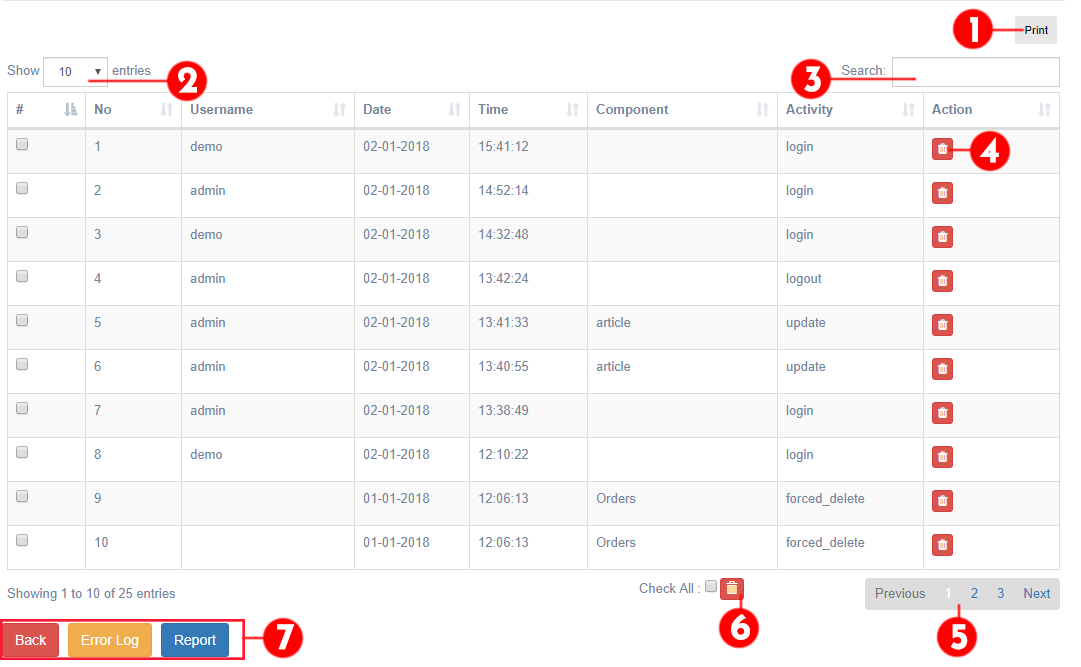 1 Print
Show 10 entries 2 3 Search:
# No Username Date Time Component Activity Action
1 demo 02-01-2018 15:41:12 login 4
2 admin 02-01-2018 14:52:14 login
3 demo 02-01-2018 14:32:48 login
4 admin 02-01-2018 13:42:24 logout
5 admin 02-01-2018 13:41:33 article update
6 admin 02-01-2018 13:40:55 article update
7 admin 02-01-2018 13:38:49 login
8 demo 02-01-2018 12:10:22 login
9 01-01-2018 12:06:13 Orders forced_delete
10 01-01-2018 12:06:13 Orders forced_delete
Showing 1 to 10 of 25 entries Check All : Previous 1 2 3 Next
6 5
Back Error Log Report 7